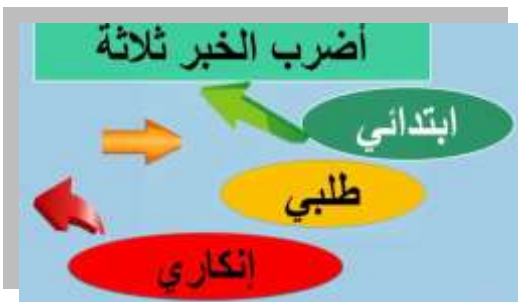 أضرب الخبر ثلاثة
ابتدائي
طلبي
إنكاري